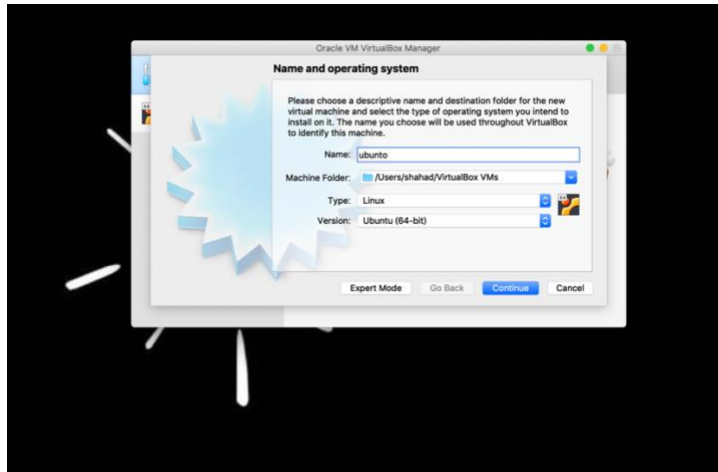 Oracle VM VirtualBox Manager
Name and operating system
Please choose a descriptive name and destination folder for the new
virtual machine and select the type of operating system you intend to
install on it. The name you choose will be used throughout VirtualBox
to identify this machine.
Name: ubunto
Machine Folder: /Users/shahad/VirtualBox VMs
Type: Linux
Version: Ubuntu (64-bit)
Expert Mode Go Back Continue Cancel